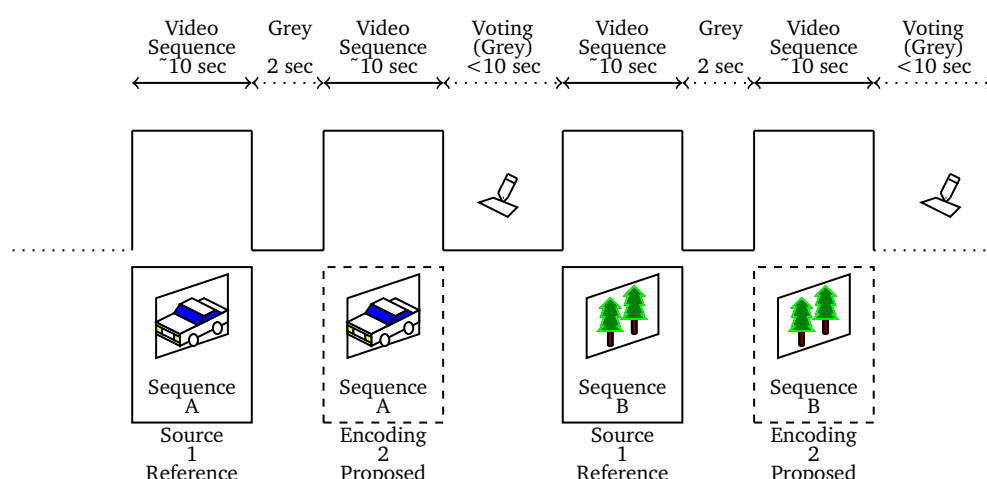 Video
Sequence
~10 sec
Grey
2 sec
Video
Sequence
~10 sec
Voting
(Grey)
<10 sec
Video
Sequence
~10 sec
Grey
2 sec
Video
Sequence
~10 sec
Voting
(Grey)
<10 sec
Sequence
A
Source
1
Reference
Sequence
A
Encoding
2
Proposed
Sequence
B
Source
1
Reference
Sequence
B
Encoding
2
Proposed